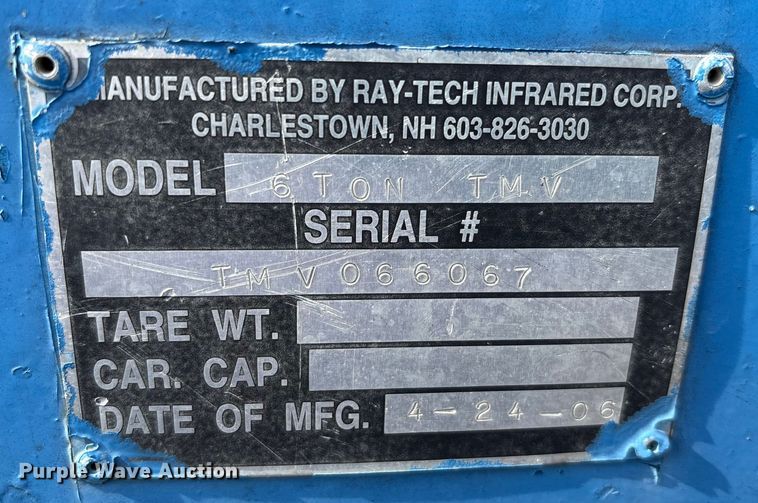 MANUFACTURED BY RAY-TECH INFRARED CORP.
CHARLESTOWN, NH 603-826-3030
MODEL 6 TON TMV
SERIAL #
TMV066067
TARE WT.
CAR. CAP.
DATE OF MFG. 4-24-06
Purple Wave Auction